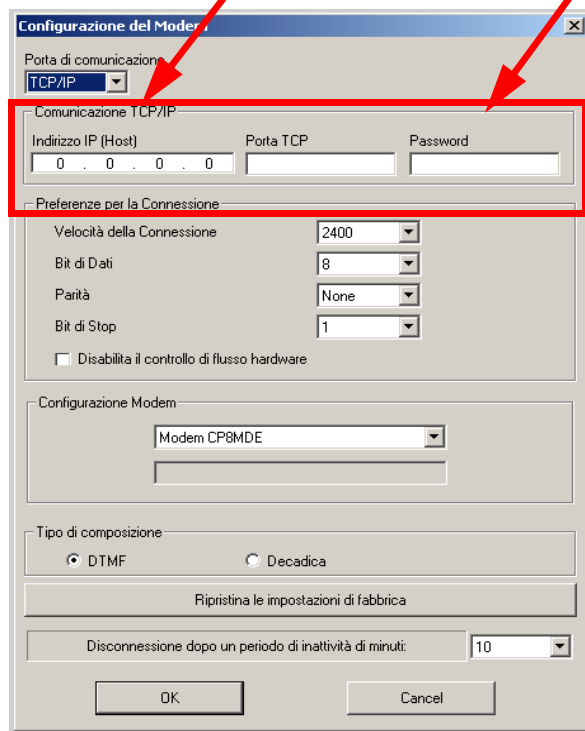 Configurazione del Modem
Porta di comunicazione
TCP/IP
Comunicazione TCP/IP
Indirizzo IP (Host) Porta TCP Password
0 . 0 . 0 . 0
Preferenze per la Connessione
Velocità della Connessione 2400
Bit di Dati 8
Parità None
Bit di Stop 1
Disabilita il controllo di flusso hardware
Configurazione Modem
Modem CP8MDE
Tipo di composizione
DTMF Decadica
Ripristina le impostazioni di fabbrica
Disconnessione dopo un periodo di inattività di minuti: 10
OK Cancel